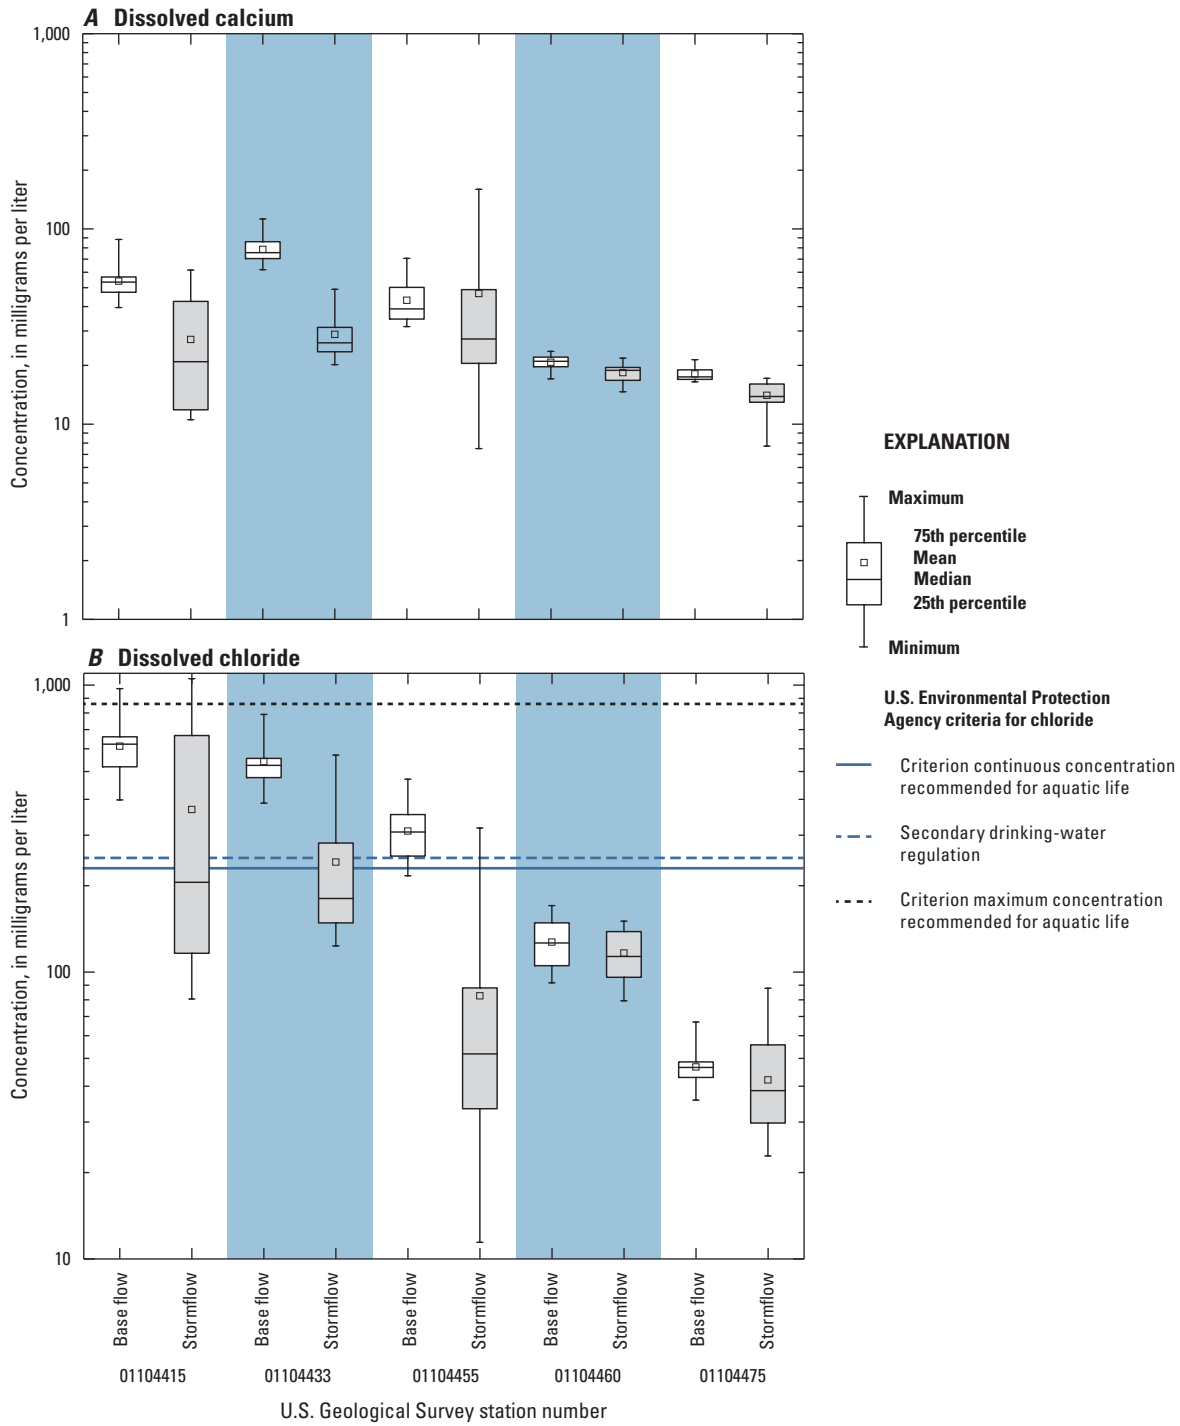 A Dissolved calcium
1,000
100
10
1
Concentration, in milligrams per liter
B Dissolved chloride
1,000
100
10
Concentration, in milligrams per liter
Base flow
Stormflow
Base flow
Stormflow
Base flow
Stormflow
Base flow
Stormflow
Base flow
Stormflow
01104415
01104433
01104455
01104460
01104475
U.S. Geological Survey station number
EXPLANATION
Maximum
75th percentile
Mean
Median
25th percentile
Minimum
U.S. Environmental Protection
Agency criteria for chloride
Criterion continuous concentration
recommended for aquatic life
Secondary drinking-water
regulation
Criterion maximum concentration
recommended for aquatic life